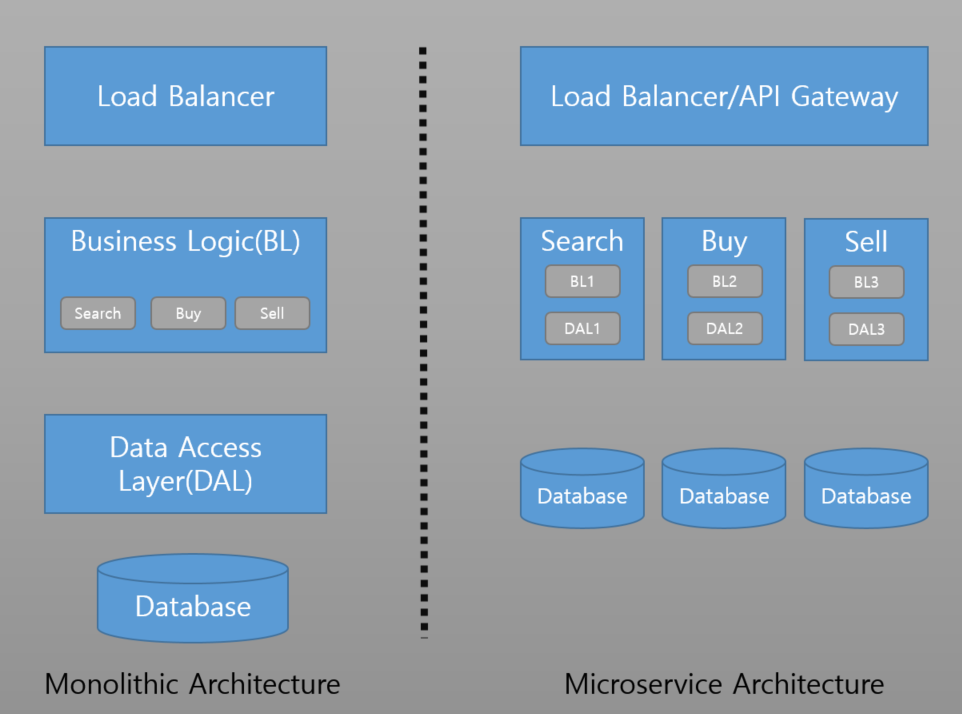 Load Balancer
Business Logic(BL)
Search
Buy
Sell
Data Access
Layer(DAL)
Database
Monolithic Architecture
Load Balancer/API Gateway
Search
BL1
DAL1
Buy
BL2
DAL2
Sell
BL3
DAL3
Database
Database
Database
Microservice Architecture